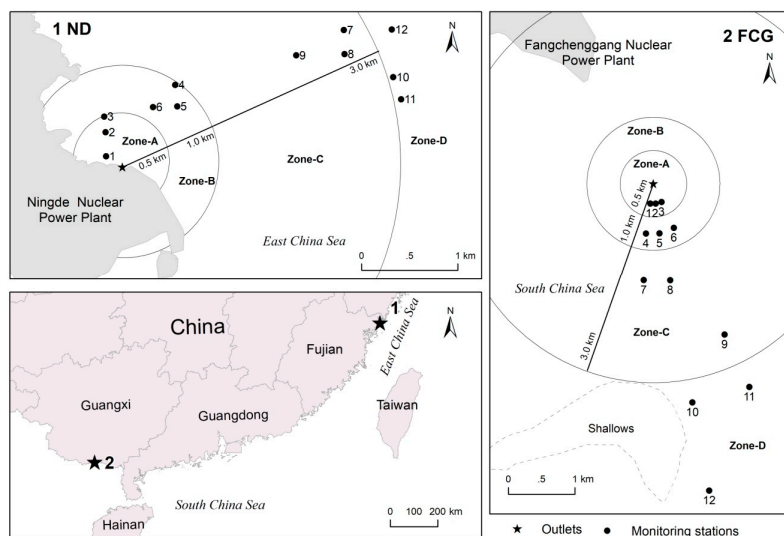 1 ND
N
Zone-A
Zone-B
Zone-C
Zone-D
0.5 km
1.0 km
3.0 km
1
2
3
4
5
6
7
8
9
10
11
12
Ningde Nuclear
Power Plant
East China Sea
0 .5 1 km
China
N
1
East China Sea
Fujian
Taiwan
Guangxi
Guangdong
2
South China Sea
Hainan
0 200 km
2 FCG
Fangchenggang Nuclear
Power Plant
N
Zone-B
Zone-A
0.5 km
1.0 km
3.0 km
1 2 3
4
5
6
7
8
9
10
11
12
South China Sea
Zone-C
Shallows
Zone-D
0 .5 1 km
Outlets
Monitoring stations